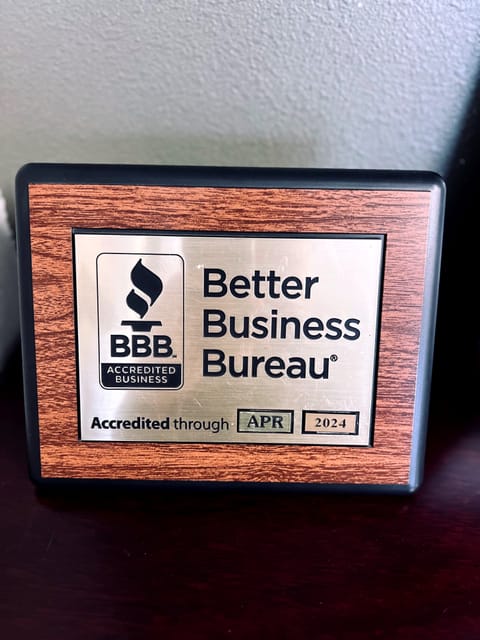 BBB
ACCREDITED
BUSINESS
Better
Business
Bureau®
Accredited through APR 2024